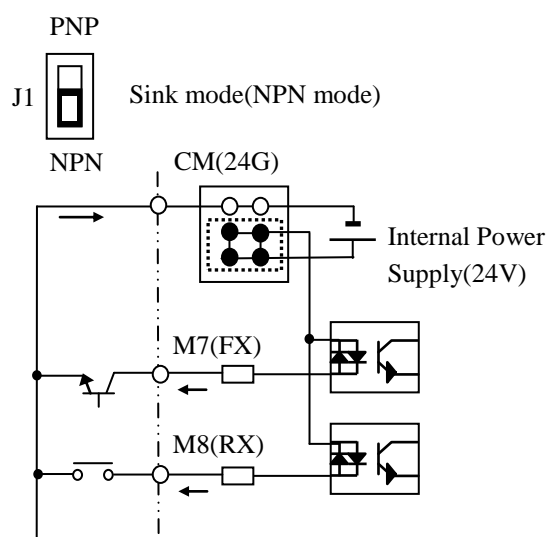 PNP
J1
Sink mode(NPN mode)
NPN
CM(24G)
Internal Power
Supply(24V)
M7(FX)
M8(RX)